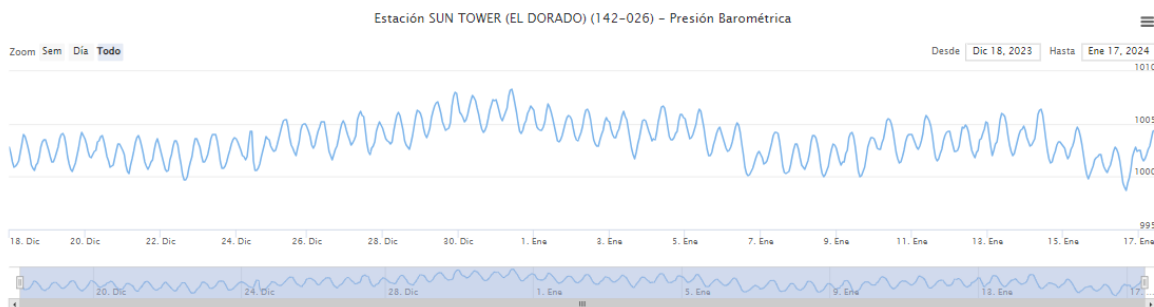 Estación SUN TOWER (EL DORADO) (142-026) – Presión Barométrica
Zoom Sem Día Todo Desde Dic 18, 2023 Hasta Ene 17, 2024
1010
1005
1000
995
18. Dic 20. Dic 22. Dic 24. Dic 26. Dic 28. Dic 30. Dic 1. Ene 3. Ene 5. Ene 7. Ene 9. Ene 11. Ene 13. Ene 15. Ene 17. Ene
20. Dic 24. Dic 28. Dic 1. Ene 5. Ene 9. Ene 13. Ene 17.